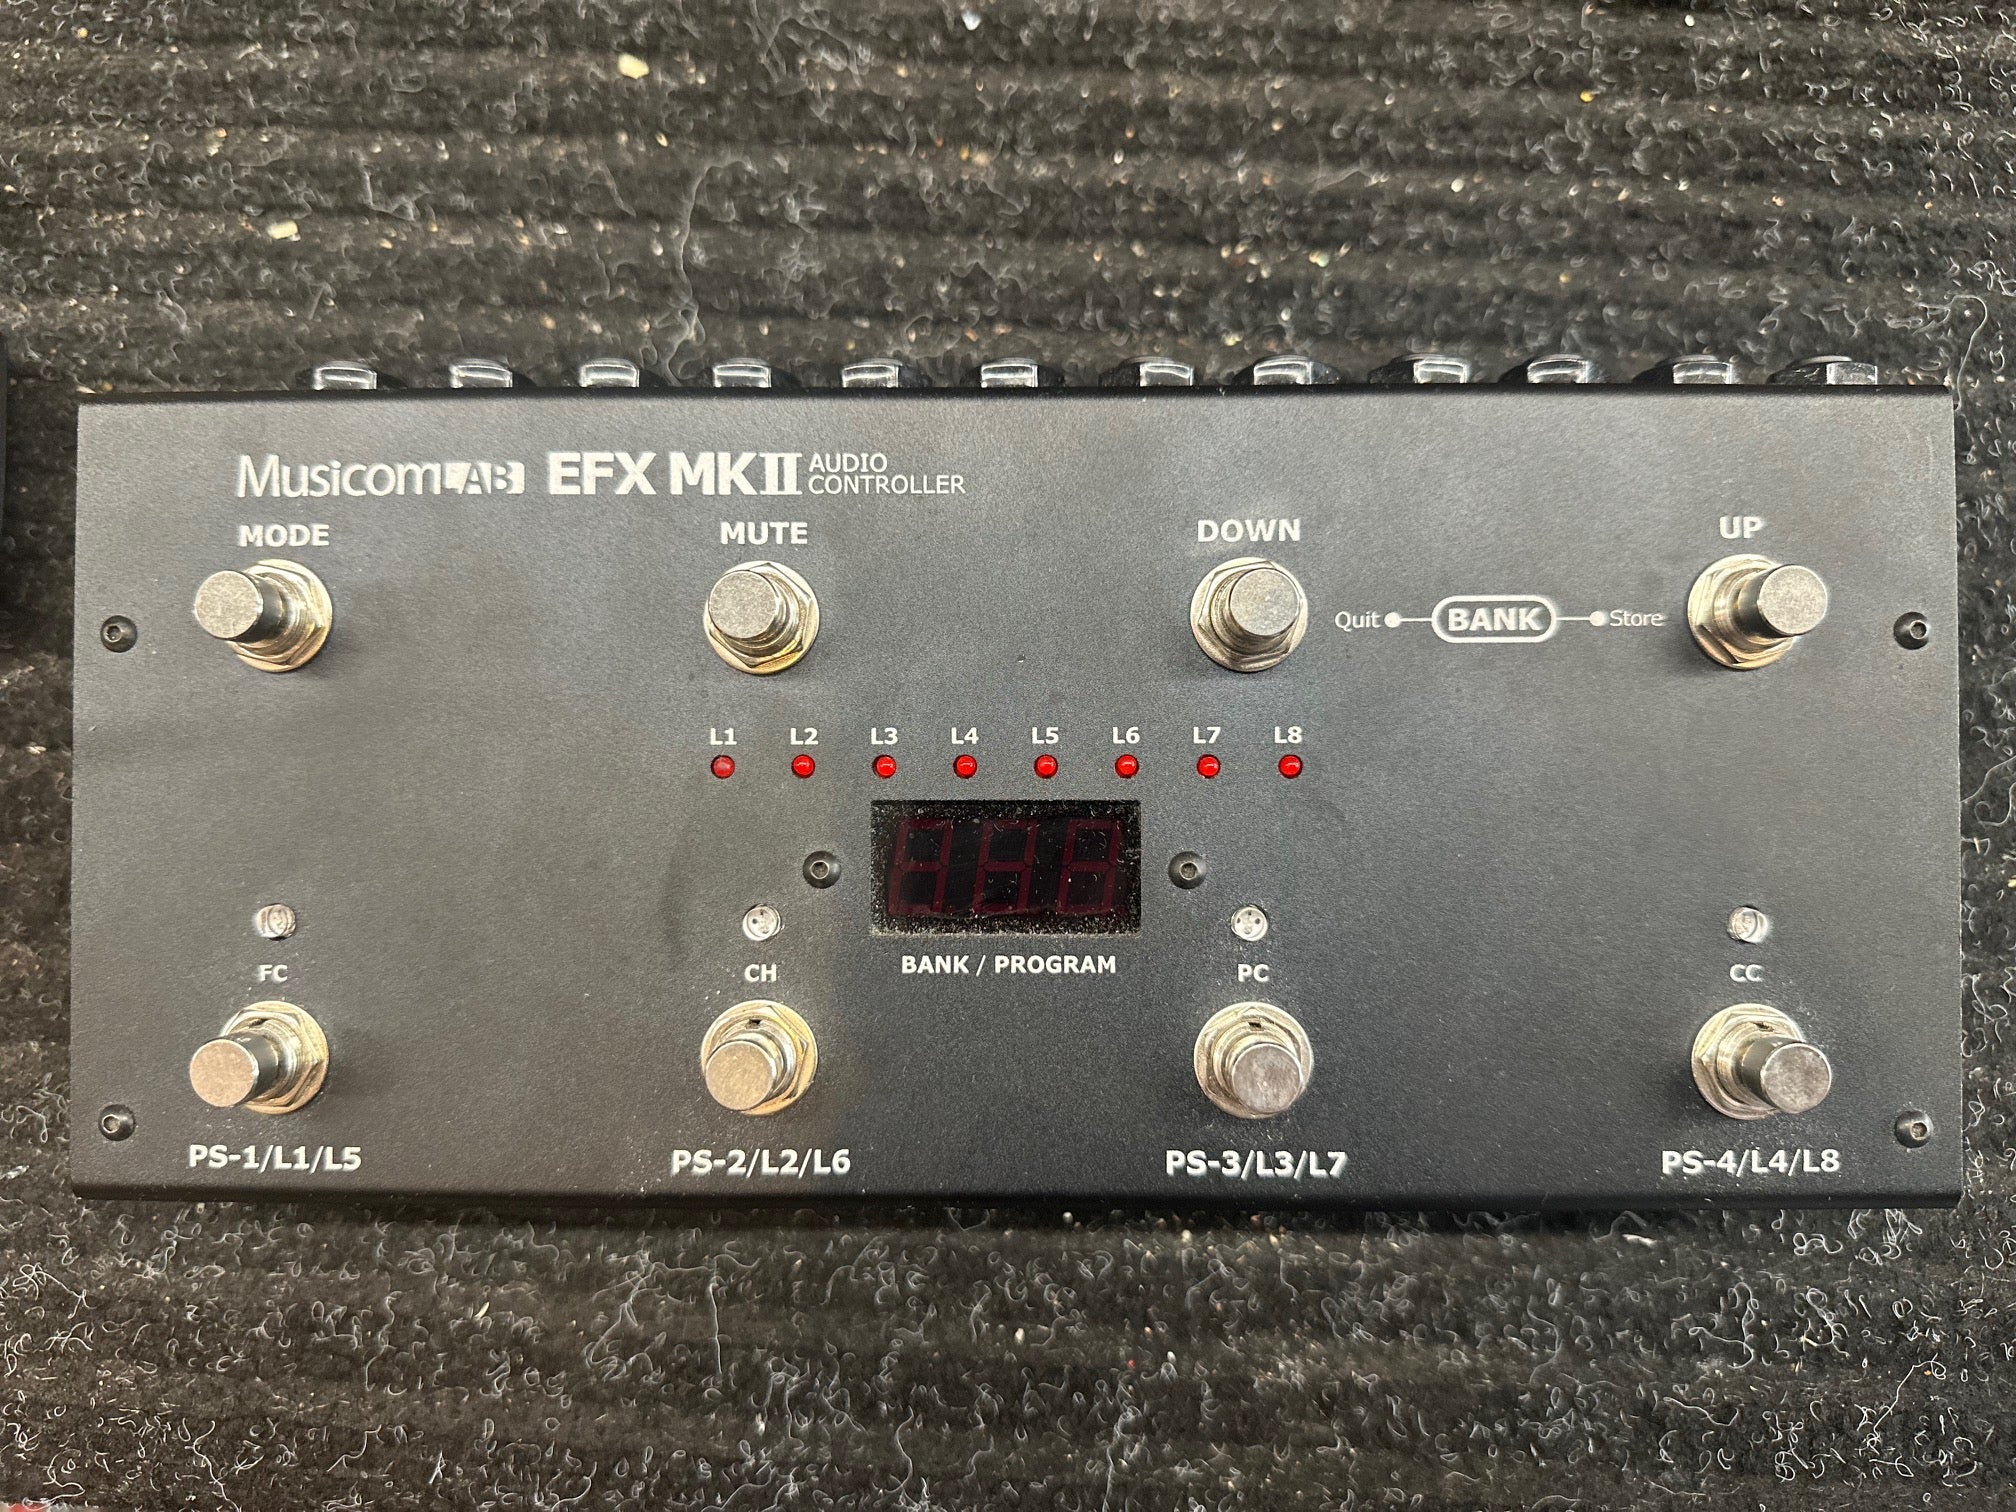 MusicomLAB EFX MKII AUDIO CONTROLLER
MODE MUTE DOWN UP
Quit BANK Store
L1 L2 L3 L4 L5 L6 L7 L8
FC CH PC CC
BANK / PROGRAM
PS-1/L1/L5 PS-2/L2/L6 PS-3/L3/L7 PS-4/L4/L8